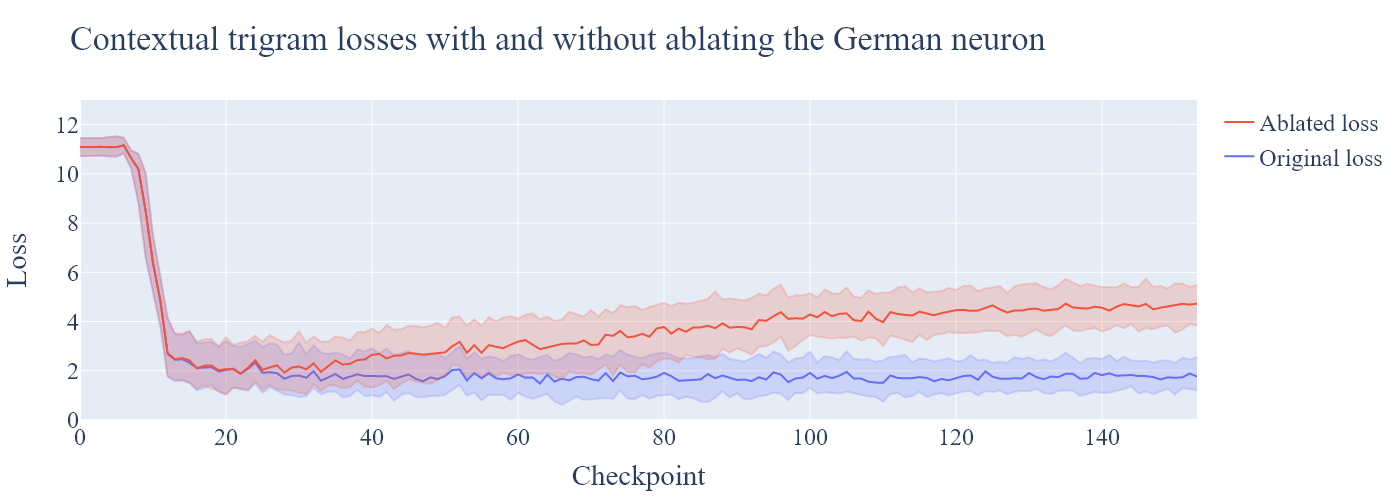 Contextual trigram losses with and without ablating the German neuron
Ablated loss
Original loss
Loss
12
10
8
6
4
2
0
0 20 40 60 80 100 120 140
Checkpoint